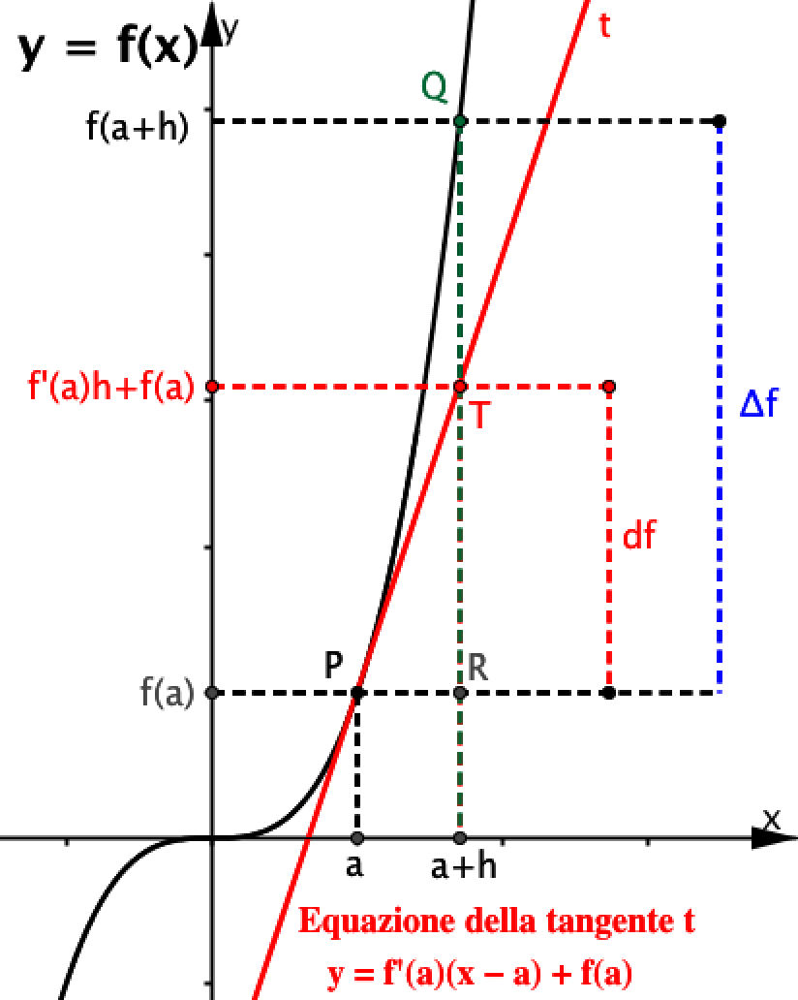 y
y = f(x)
t
Q
f(a+h)
f'(a)h+f(a)
T
Δf
df
P
R
f(a)
x
a
a+h
Equazione della tangente t
y = f'(a)(x − a) + f(a)